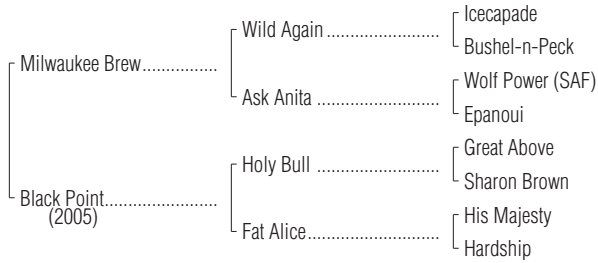 Icecapade
Wild Again
Bushel-n-Peck
Milwaukee Brew
Wolf Power (SAF)
Ask Anita
Epanoui
Great Above
Holy Bull
Sharon Brown
Black Point
(2005)
His Majesty
Fat Alice
Hardship